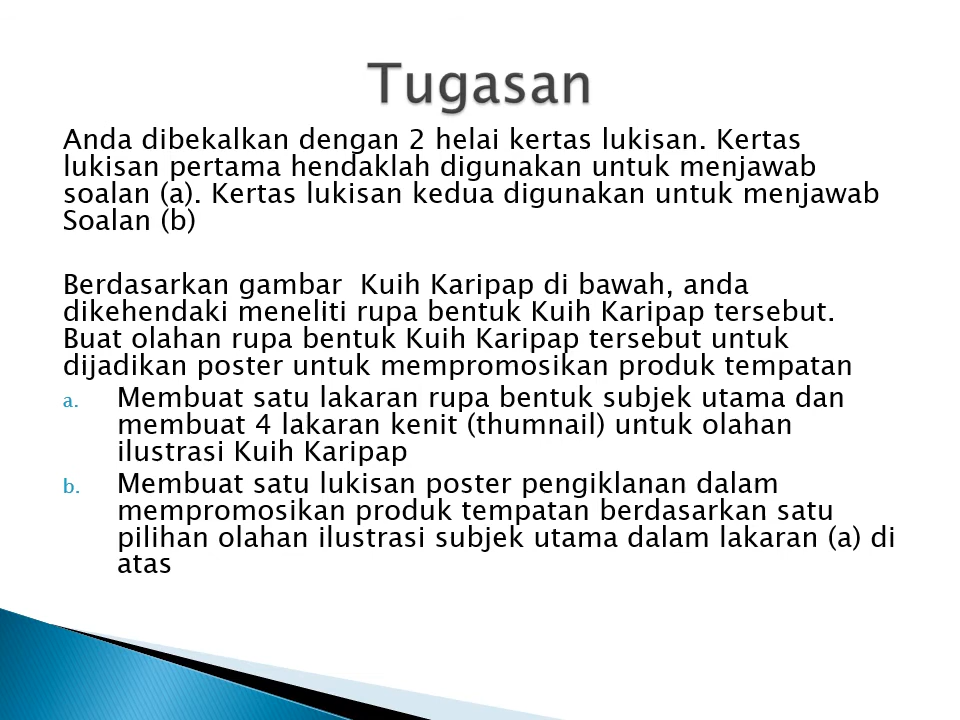 Tugasan
Anda dibekalkan dengan 2 helai kertas lukisan. Kertas
lukisan pertama hendaklah digunakan untuk menjawab
soalan (a). Kertas lukisan kedua digunakan untuk menjawab
Soalan (b)
Berdasarkan gambar  Kuih Karipap di bawah, anda
dikehendaki meneliti rupa bentuk Kuih Karipap tersebut.
Buat olahan rupa bentuk Kuih Karipap tersebut untuk
dijadikan poster untuk mempromosikan produk tempatan
a. Membuat satu lakaran rupa bentuk subjek utama dan
membuat 4 lakaran kenit (thumnail) untuk olahan
ilustrasi Kuih Karipap
b. Membuat satu lukisan poster pengiklanan dalam
mempromosikan produk tempatan berdasarkan satu
pilihan olahan ilustrasi subjek utama dalam lakaran (a) di
atas